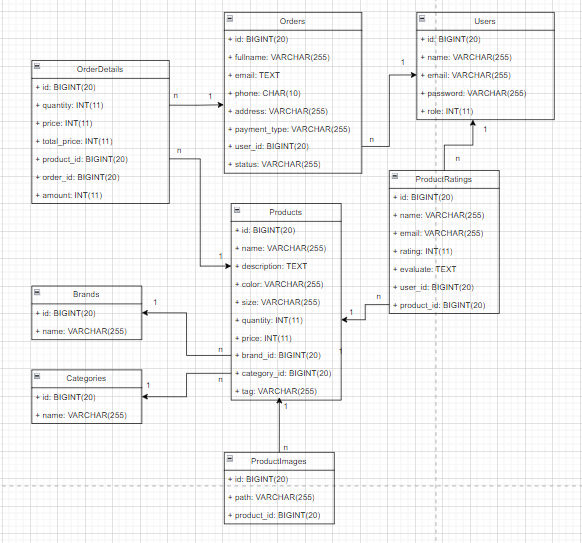 Orders
+ id: BIGINT(20)
+ fullname: VARCHAR(255)
+ email: TEXT
+ phone: CHAR(10)
+ address: VARCHAR(255)
+ payment_type: VARCHAR(255)
+ user_id: BIGINT(20)
+ status: VARCHAR(255)
Users
+ id: BIGINT(20)
+ name: VARCHAR(255)
+ email: VARCHAR(255)
+ password: VARCHAR(255)
+ role: INT(11)
OrderDetails
+ id: BIGINT(20)
+ quantity: INT(11)
+ price: INT(11)
+ total_price: INT(11)
+ product_id: BIGINT(20)
+ order_id: BIGINT(20)
+ amount: INT(11)
n
1
n
1
n
1
n
1
ProductRatings
+ id: BIGINT(20)
+ name: VARCHAR(255)
+ email: VARCHAR(255)
+ rating: INT(11)
+ evaluate: TEXT
+ user_id: BIGINT(20)
+ product_id: BIGINT(20)
Products
+ id: BIGINT(20)
+ name: VARCHAR(255)
+ description: TEXT
+ color: VARCHAR(255)
+ size: VARCHAR(255)
+ quantity: INT(11)
+ price: INT(11)
+ brand_id: BIGINT(20)
+ category_id: BIGINT(20)
+ tag: VARCHAR(255)
n
1
1
Brands
+ id: BIGINT(20)
+ name: VARCHAR(255)
1
n
Categories
+ id: BIGINT(20)
+ name: VARCHAR(255)
1
n
1
n
ProductImages
+ id: BIGINT(20)
+ path: VARCHAR(255)
+ product_id: BIGINT(20)